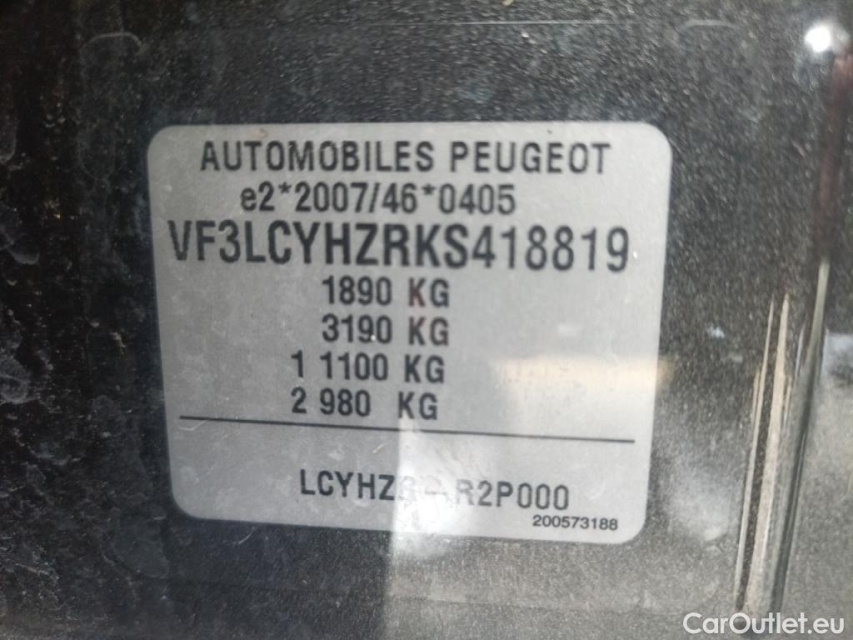 AUTOMOBILES PEUGEOT
e2*2007/46*0405
VF3LCYHZRKS418819
1890 KG
3190 KG
1 1100 KG
2 980 KG
200573188
CarOutlet.eu